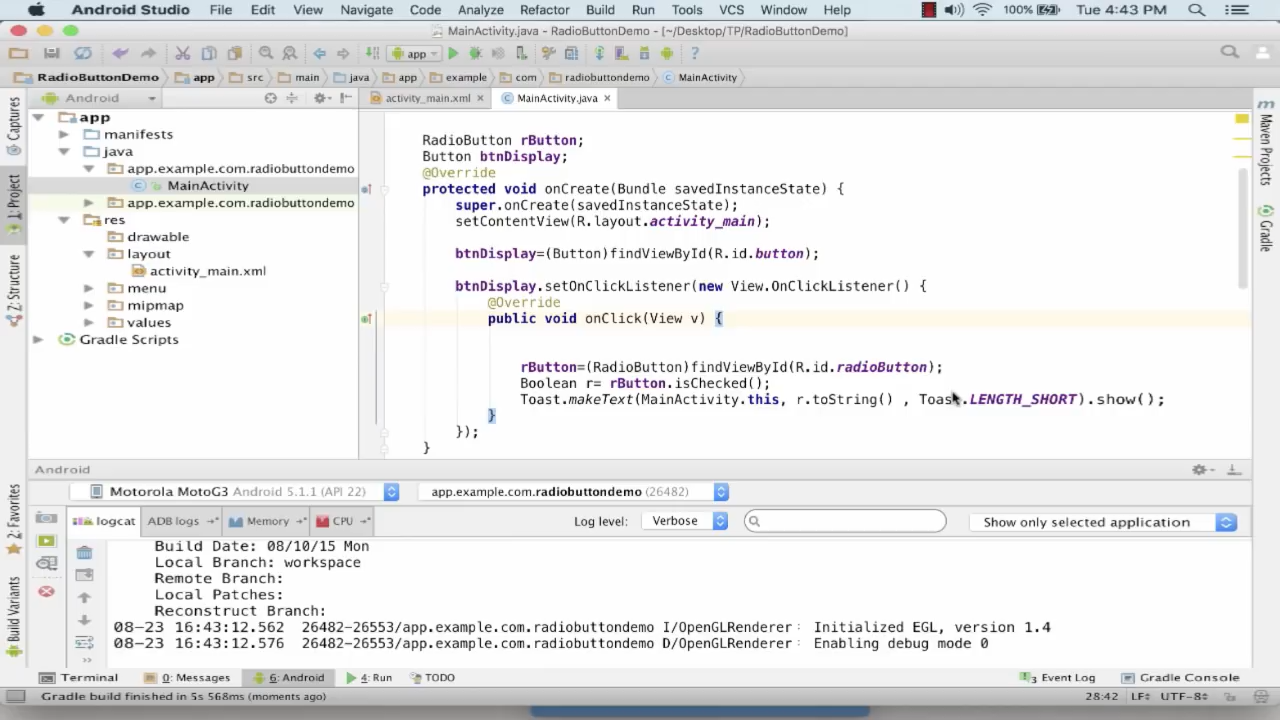 Android Studio File Edit View Navigate Code Analyze Refactor Build Run Tools VCS Window Help 100% Tue 4:43 PM
MainActivity.java - RadioButtonDemo - [~/Desktop/TP/RadioButtonDemo]
app
RadioButtonDemo app src main java app example com radiobuttondemo MainActivity
Android
activity_main.xml MainActivity.java
Captures
1: Project
Z: Structure
2: Favorites
Build Variants
app
manifests
java
app.example.com.radiobuttondemo
MainActivity
app.example.com.radiobuttondemo
res
drawable
layout
activity_main.xml
menu
mipmap
values
Gradle Scripts
RadioButton rButton;
Button btnDisplay;
@Override
protected void onCreate(Bundle savedInstanceState) {
super.onCreate(savedInstanceState);
setContentView(R.layout.activity_main);
btnDisplay=(Button)findViewById(R.id.button);
btnDisplay.setOnClickListener(new View.OnClickListener() {
@Override
public void onClick(View v) {
rButton=(RadioButton)findViewById(R.id.radioButton);
Boolean r= rButton.isChecked();
Toast.makeText(MainActivity.this, r.toString() , Toast.LENGTH_SHORT).show();
}
});
}
Maven Projects
Gradle
Android
Motorola MotoG3 Android 5.1.1 (API 22) app.example.com.radiobuttondemo (26482)
logcat ADB logs Memory CPU Log level: Verbose Show only selected application
Build Date: 08/10/15 Mon
Local Branch: workspace
Remote Branch:
Local Patches:
Reconstruct Branch:
08-23 16:43:12.562 26482-26553/app.example.com.radiobuttondemo I/OpenGLRenderer: Initialized EGL, version 1.4
08-23 16:43:12.576 26482-26553/app.example.com.radiobuttondemo D/OpenGLRenderer: Enabling debug mode 0
Terminal 0: Messages 6: Android 4: Run TODO 3 Event Log Gradle Console
Gradle build finished in 5s 568ms (moments ago) 28:42 LF UTF-8